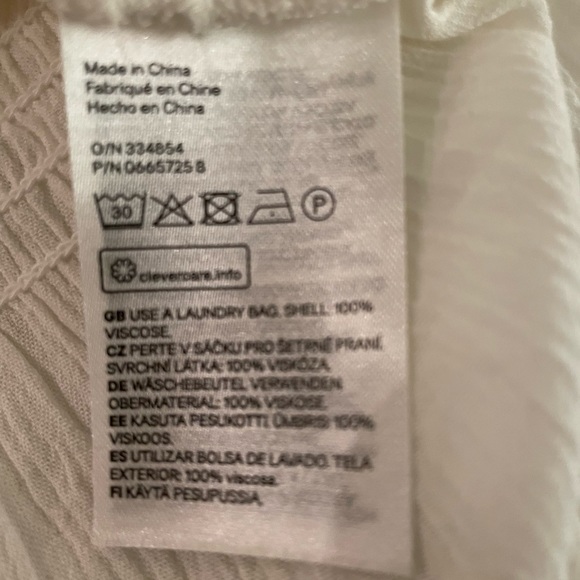 Made in China
Fabriqué en Chine
Hecho en China
O/N 334854
P/N 0665725 8
30
P
clevercare.info
GB USE A LAUNDRY BAG. SHELL: 100%
VISCOSE.
CZ PERTE V SÁČKU PRO ŠETRNÉ PRANÍ.
SVRCHNÍ LÁTKA: 100% VISKÓZA.
DE WÄSCHEBEUTEL VERWENDEN.
OBERMATERIAL: 100% VISKOSE.
EE KASUTA PESUKOTTI. ÜMBRIS: 100%
VISKOOS.
ES UTILIZAR BOLSA DE LAVADO. TELA
EXTERIOR: 100% viscosa.
FI KÄYTÄ PESUPUSSIA.